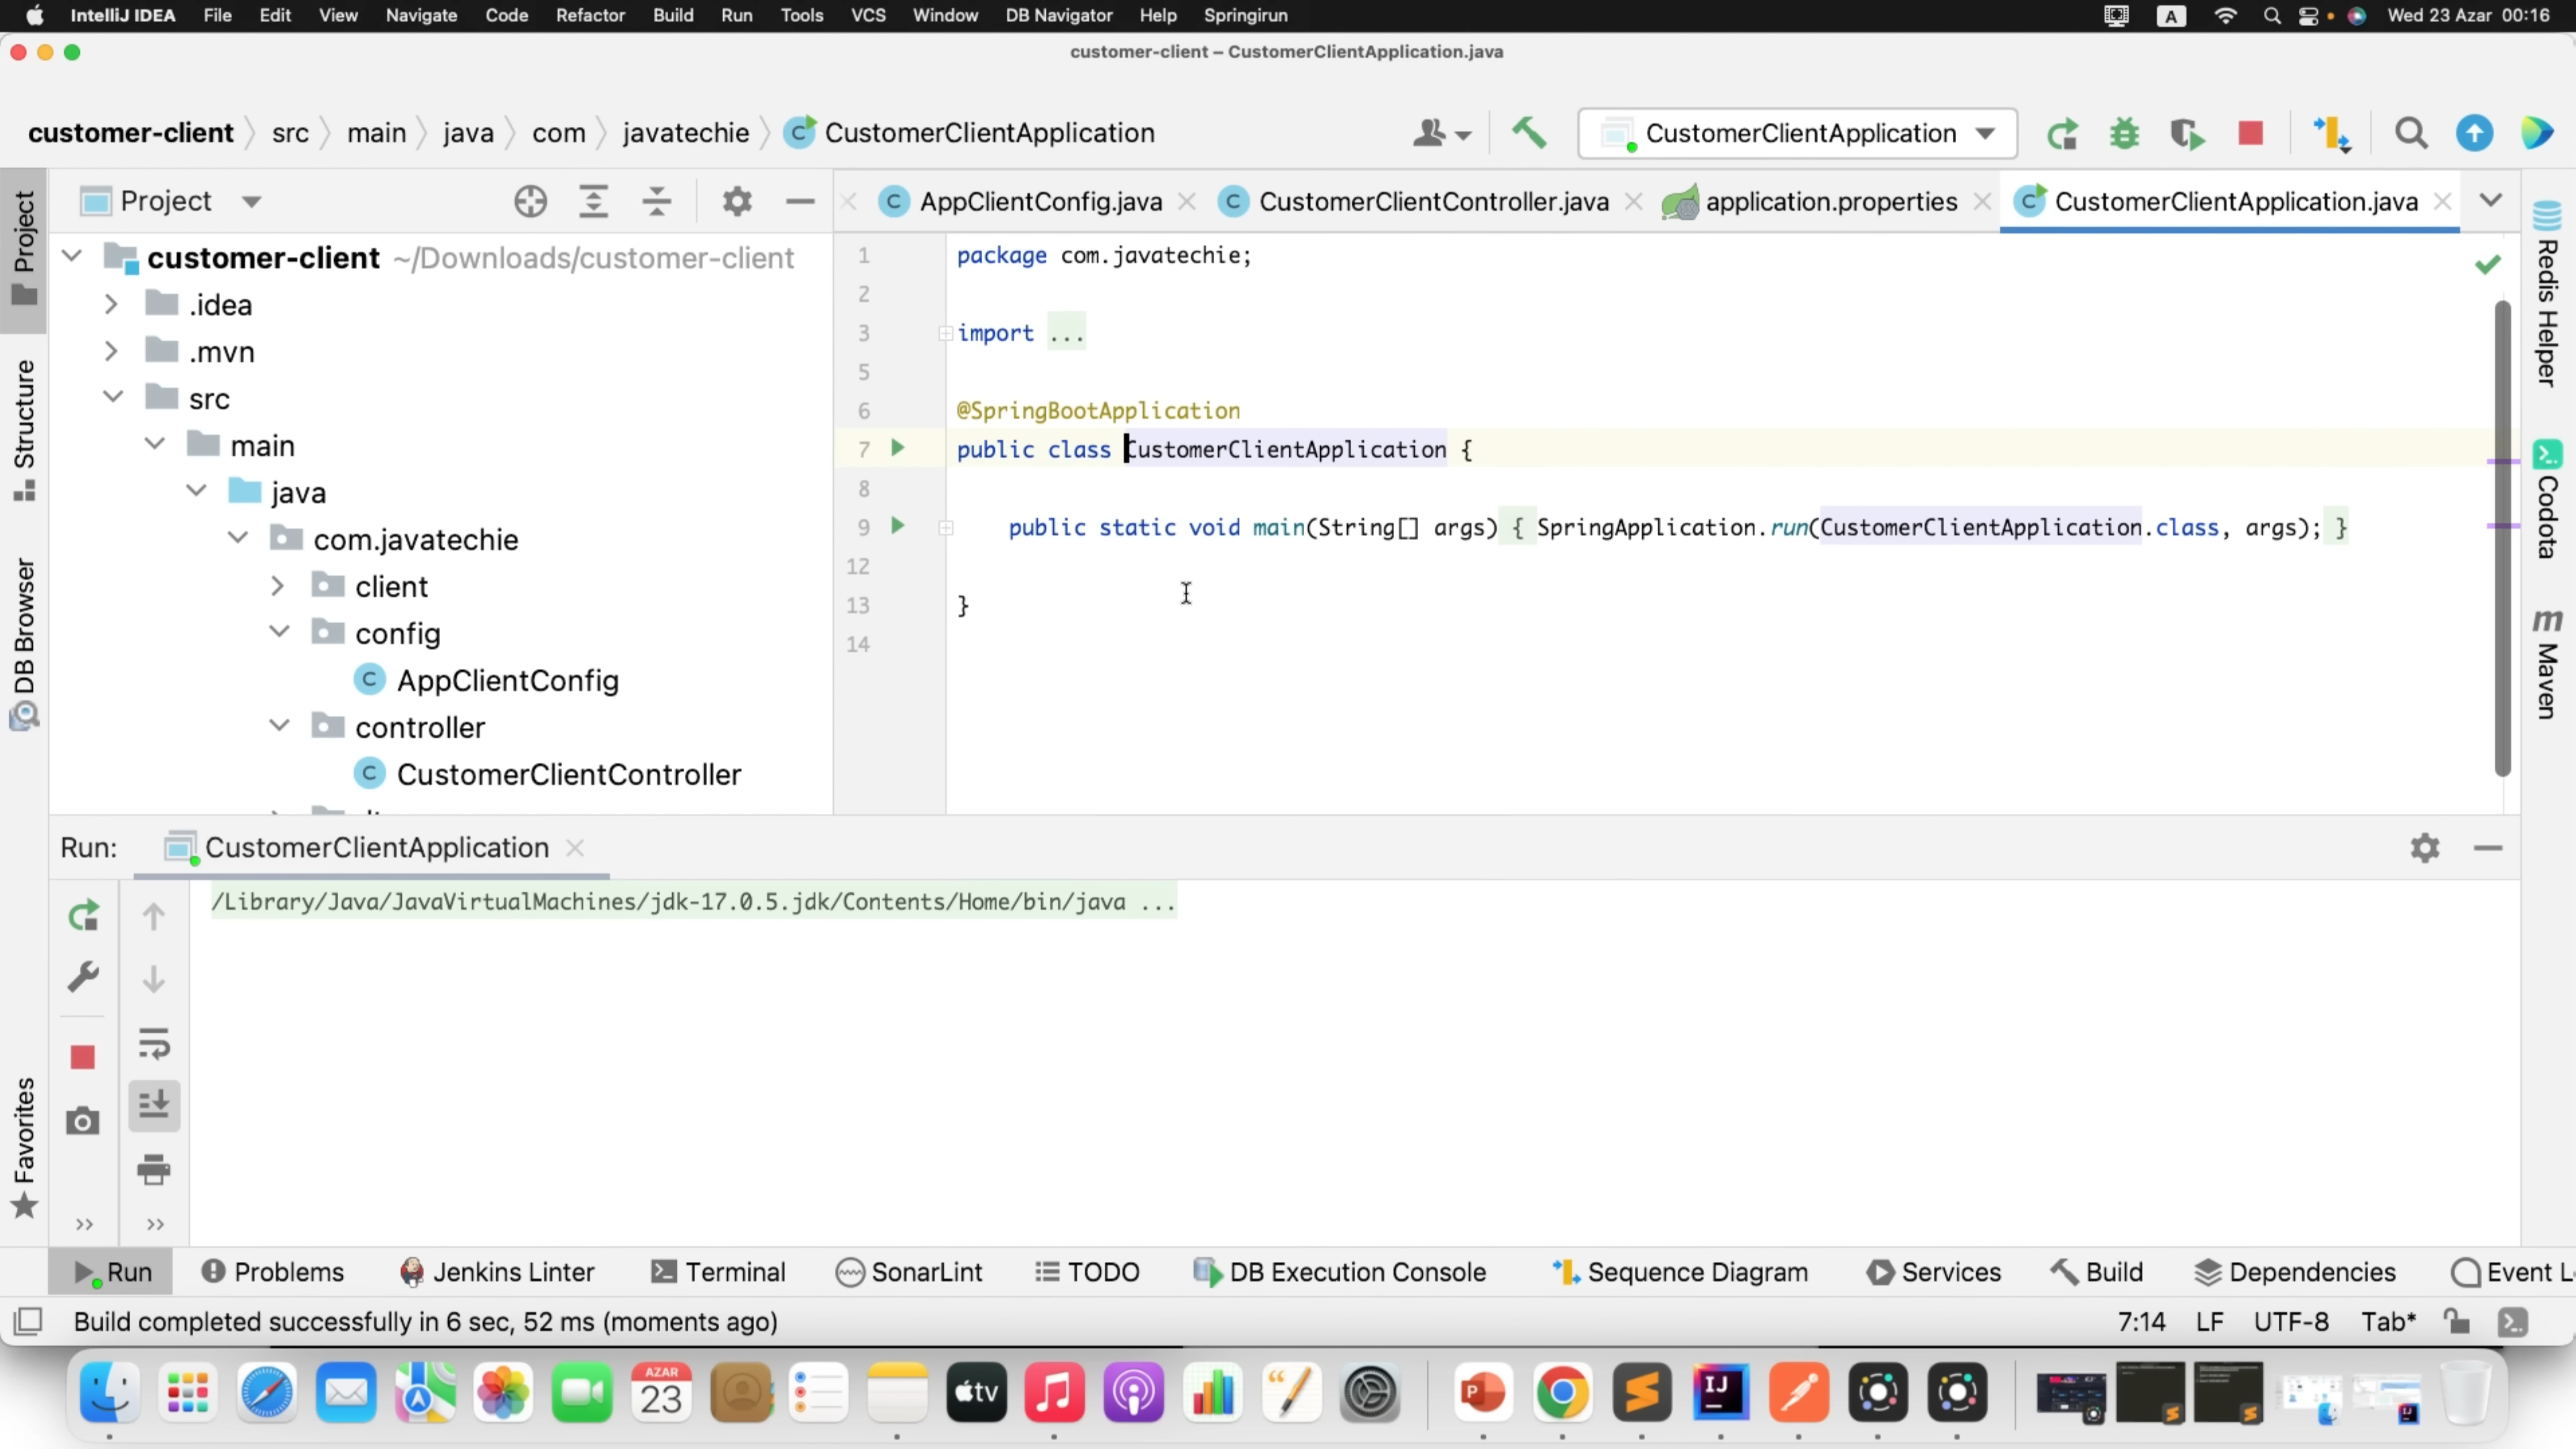 IntelliJ IDEA File Edit View Navigate Code Refactor Build Run Tools VCS Window DB Navigator Help Springirun A Wed 23 Azar 00:16
customer-client – CustomerClientApplication.java
customer-client src main java com javatechie CustomerClientApplication
CustomerClientApplication
Project
AppClientConfig.java CustomerClientController.java application.properties CustomerClientApplication.java
Project
Structure
DB Browser
Favorites
customer-client ~/Downloads/customer-client
.idea
.mvn
src
main
java
com.javatechie
client
config
AppClientConfig
controller
CustomerClientController
1 package com.javatechie;
2
3 import ...
5
6 @SpringBootApplication
7 public class CustomerClientApplication {
8
9 public static void main(String[] args) { SpringApplication.run(CustomerClientApplication.class, args); }
12
13 }
14
Redis Helper
Codota
Maven
Run: CustomerClientApplication
/Library/Java/JavaVirtualMachines/jdk-17.0.5.jdk/Contents/Home/bin/java ...
Run Problems Jenkins Linter Terminal SonarLint TODO DB Execution Console Sequence Diagram Services Build Dependencies Event L
Build completed successfully in 6 sec, 52 ms (moments ago) 7:14 LF UTF-8 Tab*
AZAR
23
tv
P
IJ